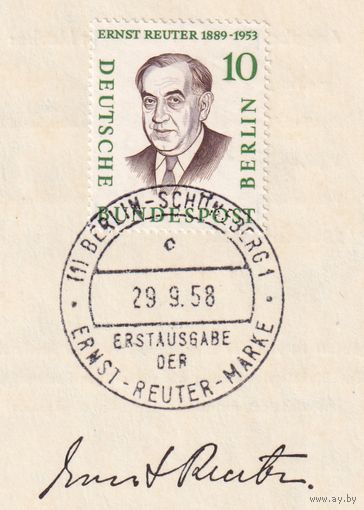 ERNST REUTER 1889-1953
10
DEUTSCHE
BUNDESPOST
BERLIN
(1) BERLIN-SCHÖNEBERG 1
c
29.9.58
ERSTAUSGABE
DER
ERNST-REUTER-MARKE
Ernst Reuter.
www.ay.by